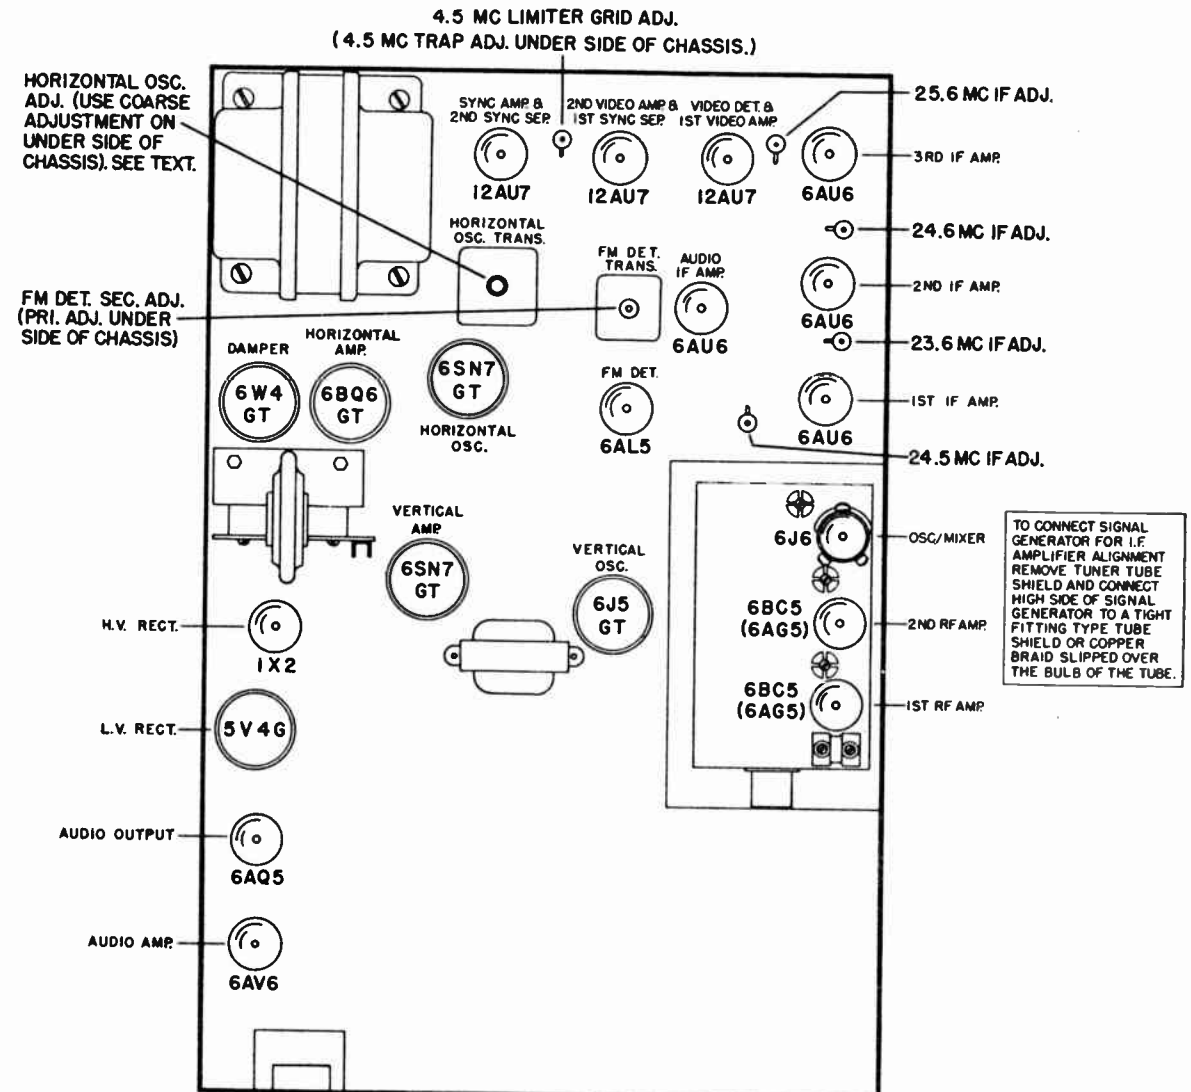 4.5 MC LIMITER GRID ADJ.
(4.5 MC TRAP ADJ. UNDER SIDE OF CHASSIS.)
HORIZONTAL OSC.
ADJ. (USE COARSE
ADJUSTMENT ON
UNDER SIDE OF
CHASSIS). SEE TEXT.
SYNC AMP. &
2ND SYNC SEP.
12AU7
2ND VIDEO AMP. &
1ST SYNC SEP.
12AU7
VIDEO DET. &
1ST VIDEO AMP.
12AU7
25.6 MC IF ADJ.
3RD IF AMP.
6AU6
24.6 MC IF ADJ.
HORIZONTAL
OSC. TRANS.
FM DET.
TRANS.
AUDIO
IF AMP.
6AU6
2ND IF AMP.
6AU6
FM DET. SEC. ADJ.
(PRI. ADJ. UNDER
SIDE OF CHASSIS)
23.6 MC IF ADJ.
DAMPER
6W4
GT
HORIZONTAL
AMP.
6BQ6
GT
6SN7
GT
HORIZONTAL
OSC.
FM DET.
6AL5
1ST IF AMP.
6AU6
24.5 MC IF ADJ.
VERTICAL
AMP.
6SN7
GT
VERTICAL
OSC.
6J5
GT
6J6
OSC/MIXER
TO CONNECT SIGNAL
GENERATOR FOR I.F.
AMPLIFIER ALIGNMENT
REMOVE TUNER TUBE
SHIELD AND CONNECT
HIGH SIDE OF SIGNAL
GENERATOR TO A TIGHT
FITTING TYPE TUBE
SHIELD OR COPPER
BRAID SLIPPED OVER
THE BULB OF THE TUBE.
6BC5
(6AG5)
2ND RF AMP.
6BC5
(6AG5)
1ST RF AMP.
H.V. RECT.
1X2
L.V. RECT.
5V4G
AUDIO OUTPUT
6AQ5
AUDIO AMP.
6AV6